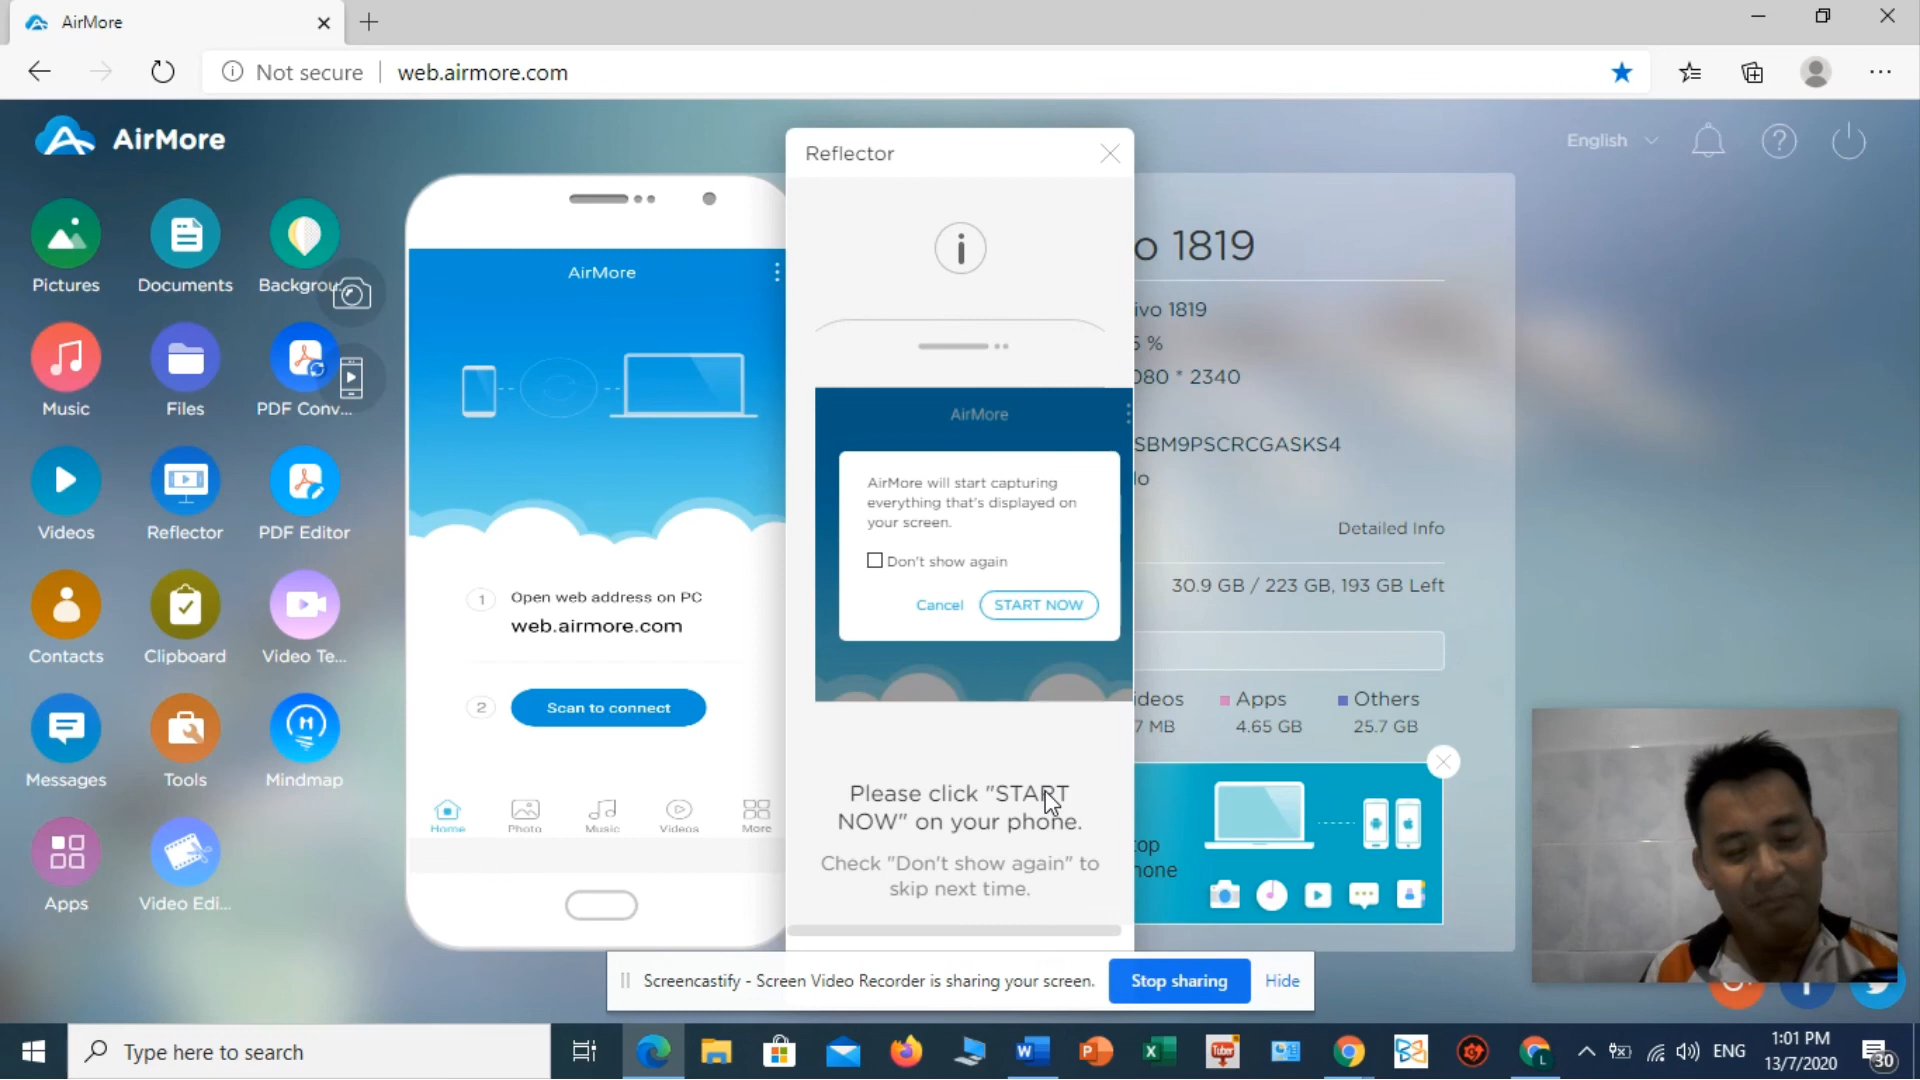 AirMore
Not secure
web.airmore.com
AirMore
English
Pictures
Documents
Backgrou
Music
Files
PDF Conv...
Videos
Reflector
PDF Editor
Contacts
Clipboard
Video Te...
Messages
Tools
Mindmap
Apps
Video Edi...
AirMore
1
Open web address on PC
web.airmore.com
2
Scan to connect
Home
Photo
Music
Videos
More
Reflector
AirMore
AirMore will start capturing
everything that's displayed on
your screen.
Don't show again
Cancel
START NOW
Please click "START
NOW" on your phone.
Check "Don't show again" to
skip next time.
o 1819
ivo 1819
5 %
080 * 2340
SBM9PSCRCGASKS4
lo
Detailed Info
30.9 GB / 223 GB, 193 GB Left
ideos
7 MB
Apps
4.65 GB
Others
25.7 GB
top
hone
Screencastify - Screen Video Recorder is sharing your screen.
Stop sharing
Hide
Type here to search
Tuber
L
ENG
1:01 PM
13/7/2020
30